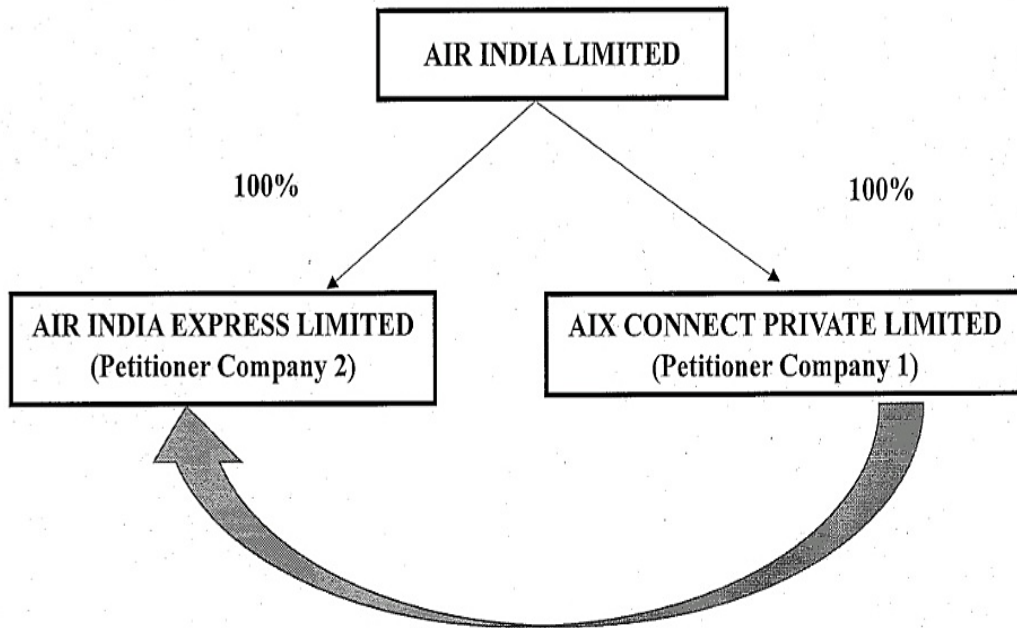 AIR INDIA LIMITED
100%
100%
AIR INDIA EXPRESS LIMITED
(Petitioner Company 2)
AIX CONNECT PRIVATE LIMITED
(Petitioner Company 1)